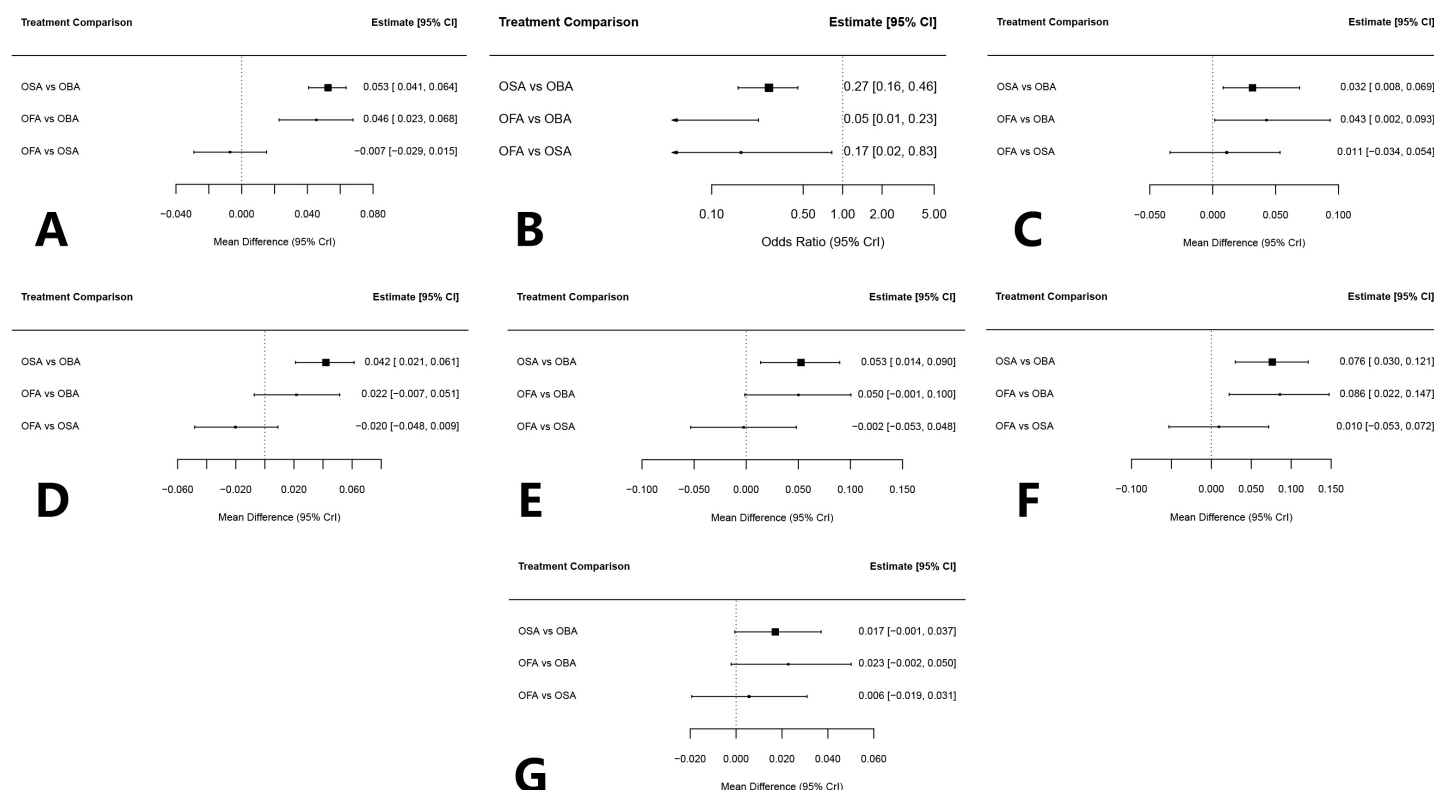 Treatment Comparison Estimate [95% CI]
OSA vs OBA 0.053 [ 0.041, 0.064]
OFA vs OBA 0.046 [ 0.023, 0.068]
OFA vs OSA −0.007 [−0.029, 0.015]
−0.040 0.000 0.040 0.080
Mean Difference (95% CrI)
A
Treatment Comparison Estimate [95% CI]
OSA vs OBA 0.27 [0.16, 0.46]
OFA vs OBA 0.05 [0.01, 0.23]
OFA vs OSA 0.17 [0.02, 0.83]
0.10 0.50 1.00 2.00 5.00
Odds Ratio (95% CrI)
B
Treatment Comparison Estimate [95% CI]
OSA vs OBA 0.032 [0.008, 0.069]
OFA vs OBA 0.043 [0.002, 0.093]
OFA vs OSA 0.011 [−0.034, 0.054]
−0.050 0.000 0.050 0.100
Mean Difference (95% CrI)
C
Treatment Comparison Estimate [95% CI]
OSA vs OBA 0.042 [ 0.021, 0.061]
OFA vs OBA 0.022 [−0.007, 0.051]
OFA vs OSA −0.020 [−0.048, 0.009]
−0.060 −0.020 0.020 0.060
Mean Difference (95% CrI)
D
Treatment Comparison Estimate [95% CI]
OSA vs OBA 0.053 [0.014, 0.090]
OFA vs OBA 0.050 [−0.001, 0.100]
OFA vs OSA −0.002 [−0.053, 0.048]
−0.100 0.000 0.050 0.100 0.150
Mean Difference (95% CrI)
E
Treatment Comparison Estimate [95% CI]
OSA vs OBA 0.076 [0.030, 0.121]
OFA vs OBA 0.086 [0.022, 0.147]
OFA vs OSA 0.010 [−0.053, 0.072]
−0.100 0.000 0.050 0.100 0.150
Mean Difference (95% CrI)
F
Treatment Comparison Estimate [95% CI]
OSA vs OBA 0.017 [−0.001, 0.037]
OFA vs OBA 0.023 [−0.002, 0.050]
OFA vs OSA 0.006 [−0.019, 0.031]
−0.020 0.000 0.020 0.040 0.060
Mean Difference (95% CrI)
G